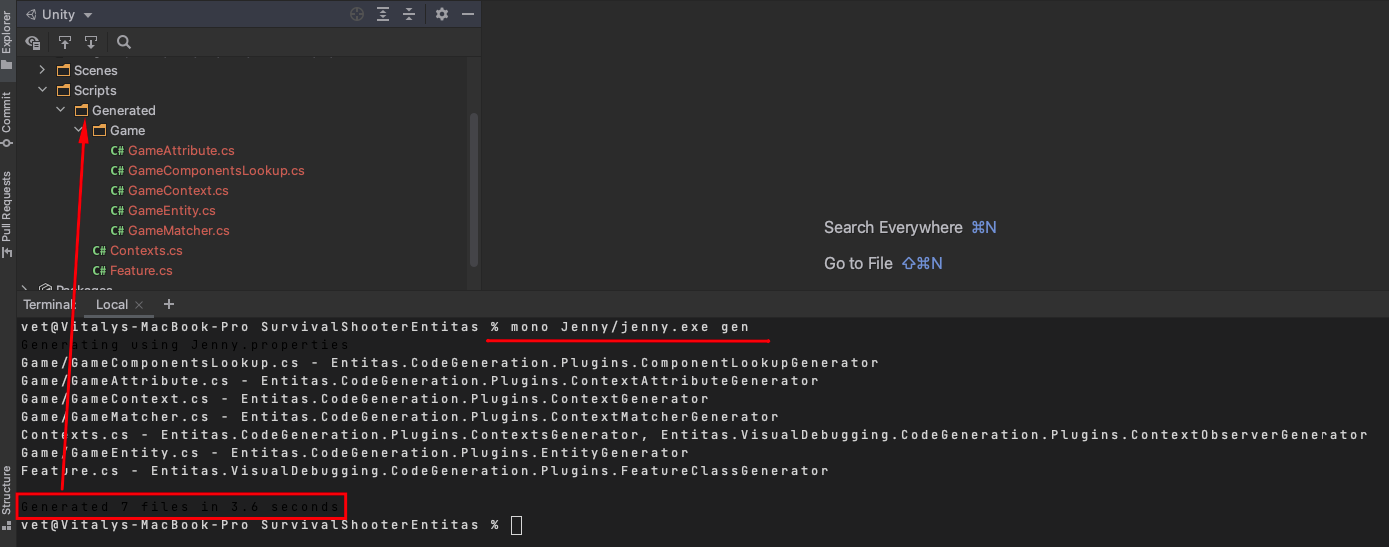 Explorer
Commit
Pull Requests
Structure
Unity
Scenes
Scripts
Generated
Game
C# GameAttribute.cs
C# GameComponentsLookup.cs
C# GameContext.cs
C# GameEntity.cs
C# GameMatcher.cs
C# Contexts.cs
C# Feature.cs
Packages
Search Everywhere ⌘N
Go to File ⇧⌘N
Terminal: Local × +
vet@Vitalys-MacBook-Pro SurvivalShooterEntitas % mono Jenny/jenny.exe gen
Generating using Jenny.properties
Game/GameComponentsLookup.cs - Entitas.CodeGeneration.Plugins.ComponentLookupGenerator
Game/GameAttribute.cs - Entitas.CodeGeneration.Plugins.ContextAttributeGenerator
Game/GameContext.cs - Entitas.CodeGeneration.Plugins.ContextGenerator
Game/GameMatcher.cs - Entitas.CodeGeneration.Plugins.ContextMatcherGenerator
Contexts.cs - Entitas.CodeGeneration.Plugins.ContextsGenerator, Entitas.VisualDebugging.CodeGeneration.Plugins.ContextObserverGenerator
Game/GameEntity.cs - Entitas.CodeGeneration.Plugins.EntityGenerator
Feature.cs - Entitas.VisualDebugging.CodeGeneration.Plugins.FeatureClassGenerator
Generated 7 files in 3.6 seconds
vet@Vitalys-MacBook-Pro SurvivalShooterEntitas %